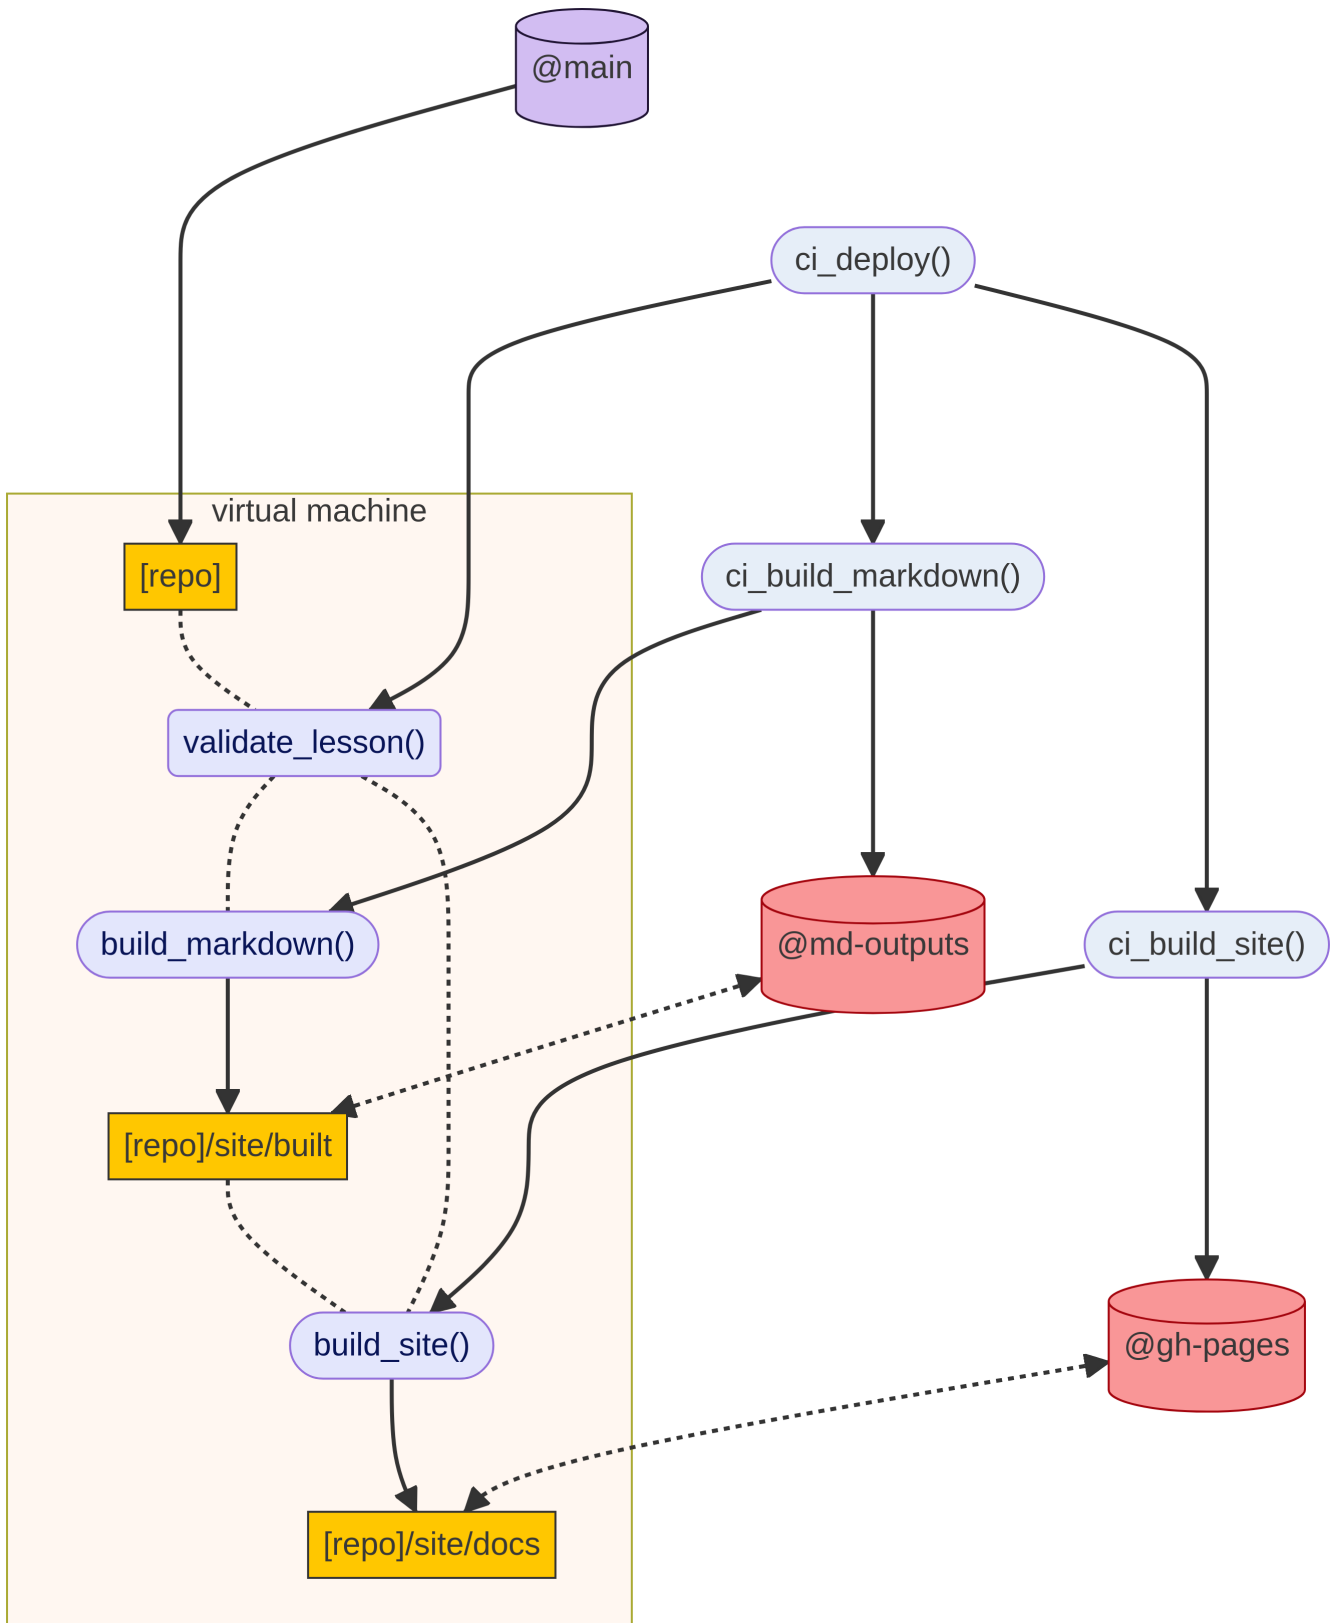 @main
ci_deploy()
virtual machine
[repo]
ci_build_markdown()
validate_lesson()
build_markdown()
@md-outputs
ci_build_site()
[repo]/site/built
build_site()
@gh-pages
[repo]/site/docs